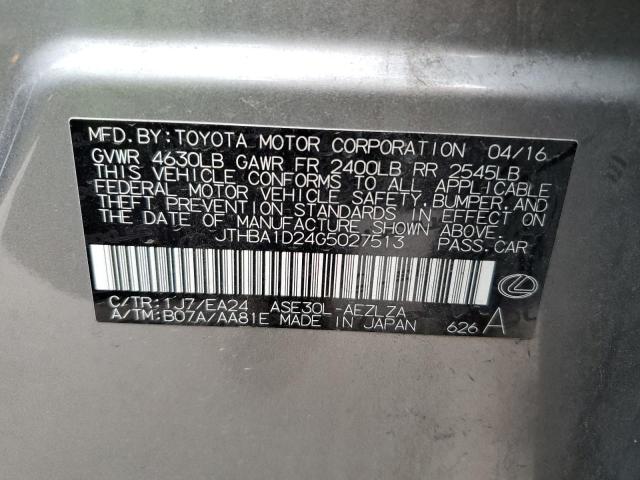 MFD. BY: TOYOTA MOTOR CORPORATION 04/16
GVWR 4630LB GAWR FR 2400LB RR 2545LB
THIS VEHICLE CONFORMS TO ALL APPLICABLE
FEDERAL MOTOR VEHICLE SAFETY, BUMPER, AND
THEFT PREVENTION STANDARDS IN EFFECT ON
THE DATE OF MANUFACTURE SHOWN ABOVE.
JTHBA1D24G5027513 PASS. CAR
C/TR: 1J7/EA24 ASE30L-AEZLZA
A/TM: B07A/AA81E MADE IN JAPAN 626 A